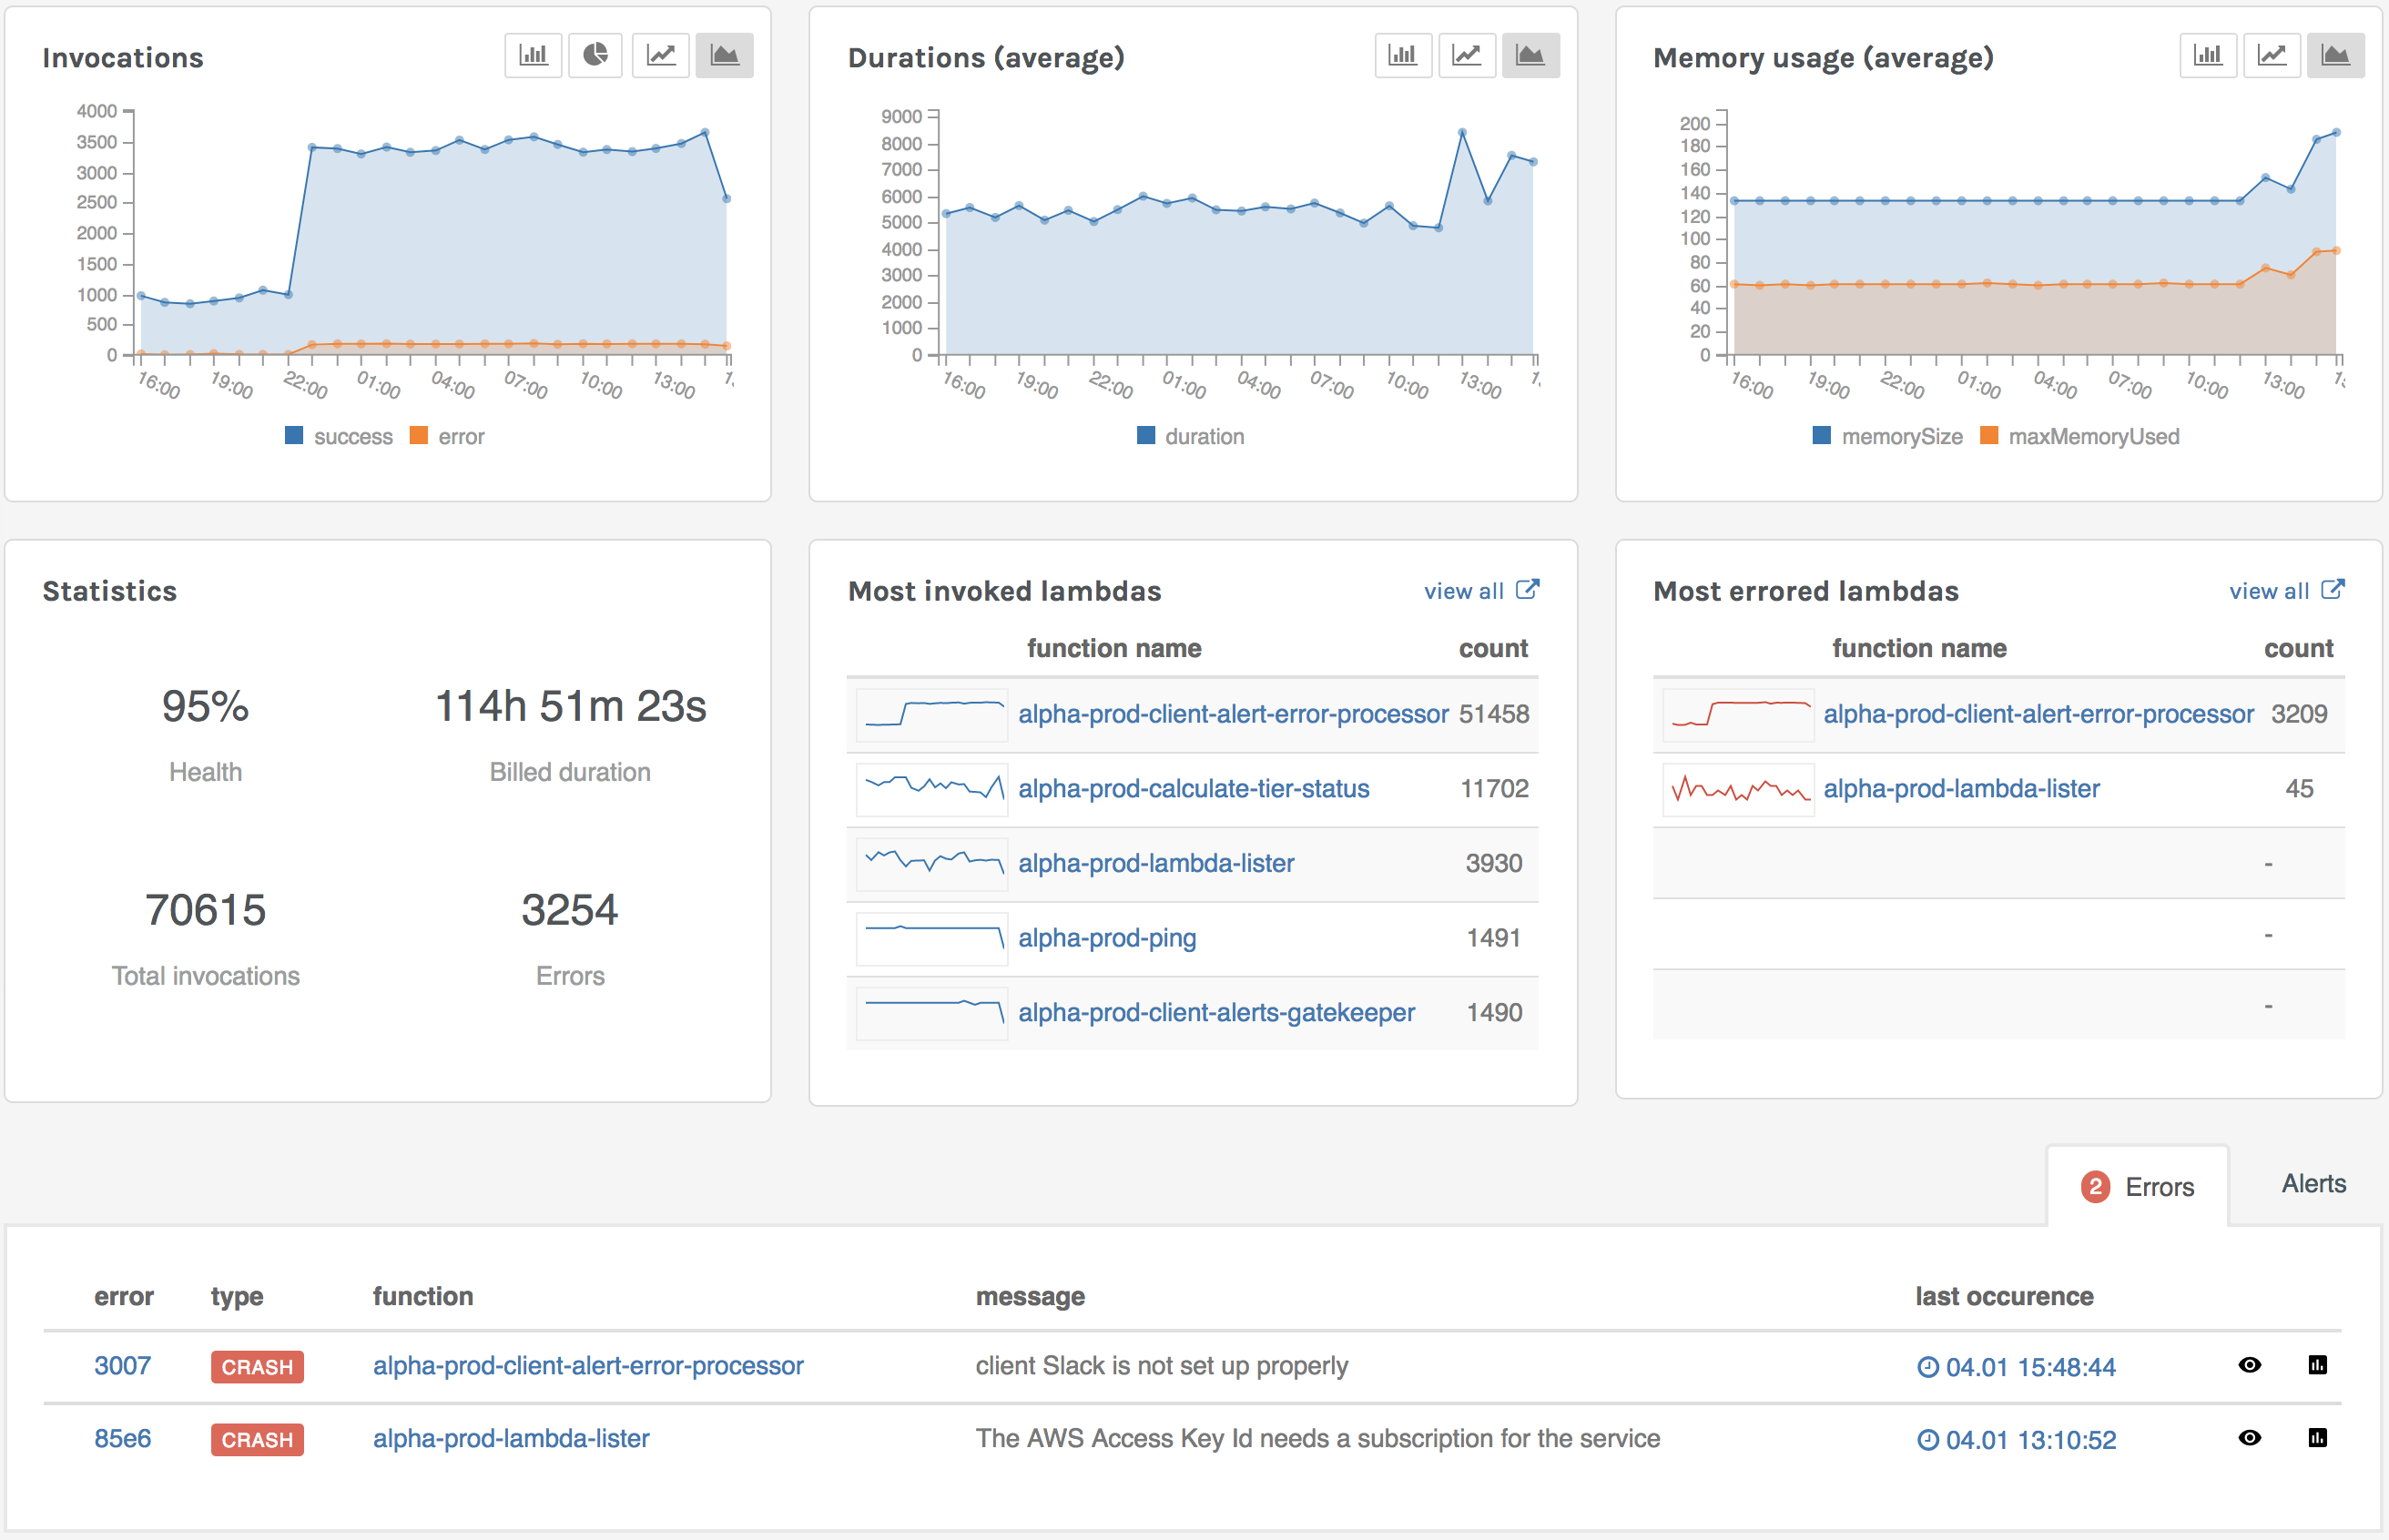 Invocations
4000
3500
3000
2500
2000
1500
1000
500
0
16:00 19:00 22:00 01:00 04:00 07:00 10:00 13:00
success error
Durations (average)
9000
8000
7000
6000
5000
4000
3000
2000
1000
0
16:00 19:00 22:00 01:00 04:00 07:00 10:00 13:00
duration
Memory usage (average)
200
180
160
140
120
100
80
60
40
20
0
16:00 19:00 22:00 01:00 04:00 07:00 10:00 13:00
memorySize maxMemoryUsed
Statistics
95% 114h 51m 23s
Health Billed duration
70615 3254
Total invocations Errors
Most invoked lambdas view all
function name count
alpha-prod-client-alert-error-processor 51458
alpha-prod-calculate-tier-status 11702
alpha-prod-lambda-lister 3930
alpha-prod-ping 1491
alpha-prod-client-alerts-gatekeeper 1490
Most errored lambdas view all
function name count
alpha-prod-client-alert-error-processor 3209
alpha-prod-lambda-lister 45
-
-
-
2 Errors Alerts
error type function message last occurence
3007 CRASH alpha-prod-client-alert-error-processor client Slack is not set up properly 04.01 15:48:44
85e6 CRASH alpha-prod-lambda-lister The AWS Access Key Id needs a subscription for the service 04.01 13:10:52